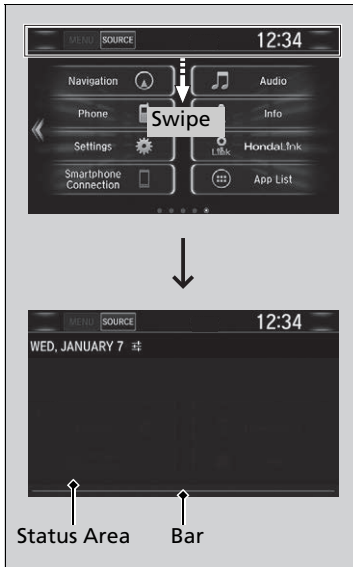 MENU SOURCE 12:34
Navigation Audio
Phone Info
Swipe
Settings Link HondaLink
Smartphone
Connection App List
MENU SOURCE 12:34
WED, JANUARY 7
Status Area Bar